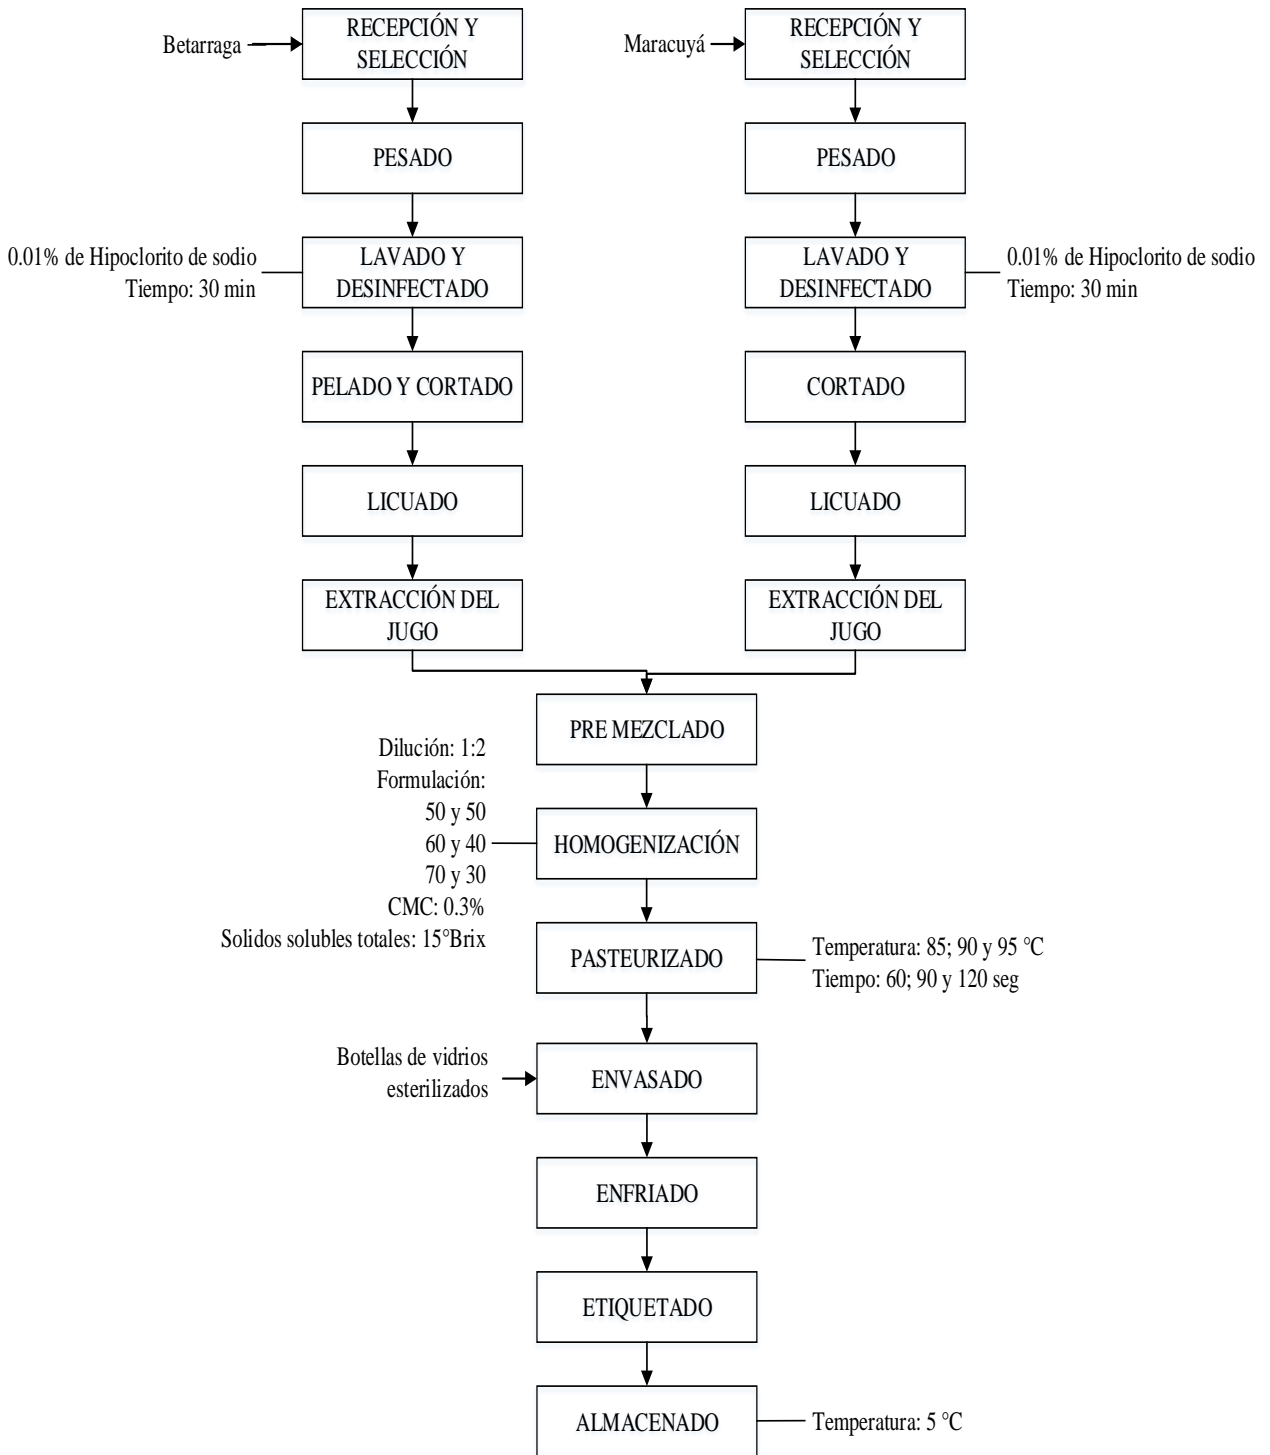 Betarraga
RECEPCIÓN Y
SELECCIÓN
PESADO
0.01% de Hipoclorito de sodio
Tiempo: 30 min
LAVADO Y
DESINFECTADO
PELADO Y CORTADO
LICUADO
EXTRACCIÓN DEL
JUGO
Maracuyá
RECEPCIÓN Y
SELECCIÓN
PESADO
LAVADO Y
DESINFECTADO
0.01% de Hipoclorito de sodio
Tiempo: 30 min
CORTADO
LICUADO
EXTRACCIÓN DEL
JUGO
PRE MEZCLADO
Dilución: 1:2
Formulación:
50 y 50
60 y 40
70 y 30
CMC: 0.3%
Solidos solubles totales: 15°Brix
HOMOGENIZACIÓN
PASTEURIZADO
Temperatura: 85; 90 y 95 °C
Tiempo: 60; 90 y 120 seg
Botellas de vidrios
esterilizados
ENVASADO
ENFRIADO
ETIQUETADO
ALMACENADO
Temperatura: 5 °C